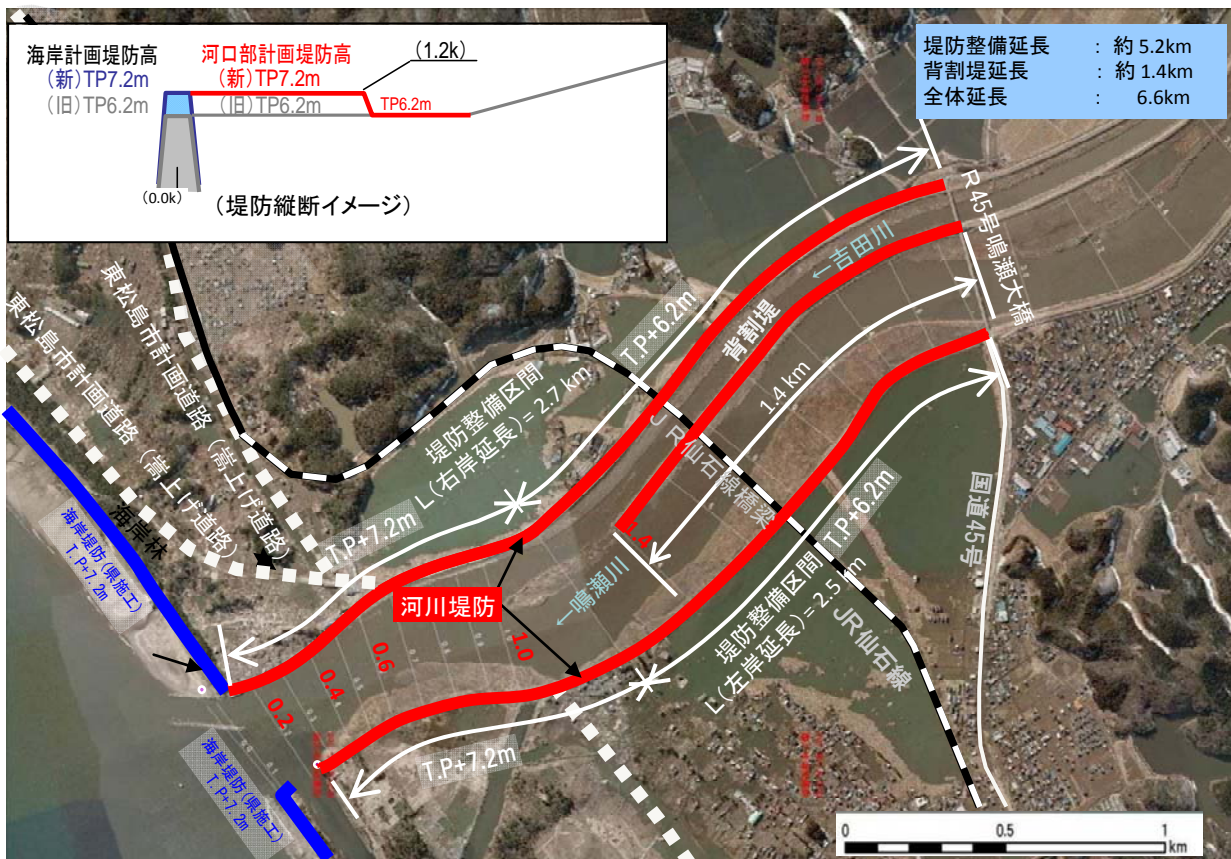 海岸計画堤防高
(新)TP7.2m
(旧)TP6.2m
河口部計画堤防高
(新)TP7.2m
(旧)TP6.2m
(1.2k)
TP6.2m
(0.0k)
(堤防縦断イメージ)
堤防整備延長 : 約 5.2km
背割堤延長 : 約 1.4km
全体延長 : 6.6km
R45号鳴瀬大橋
←吉田川
背割堤
T.P+6.2m
1.4 km
東松島市計画道路(嵩上げ道路)
東松島市計画道路(嵩上げ道路)
堤防整備区間
L(右岸延長)= 2.7 km
JR仙石線橋梁
T.P+7.2m
海岸林
海岸堤防(県施工)
T.P+7.2m
河川堤防
←鳴瀬川
1.4
T.P+6.2m
堤防整備区間
L(左岸延長)= 2.5 km
JR仙石線
国道45号
0.2
0.4
0.6
1.0
T.P+7.2m
海岸堤防(県施工)
T.P+7.2m
0 0.5 1
km